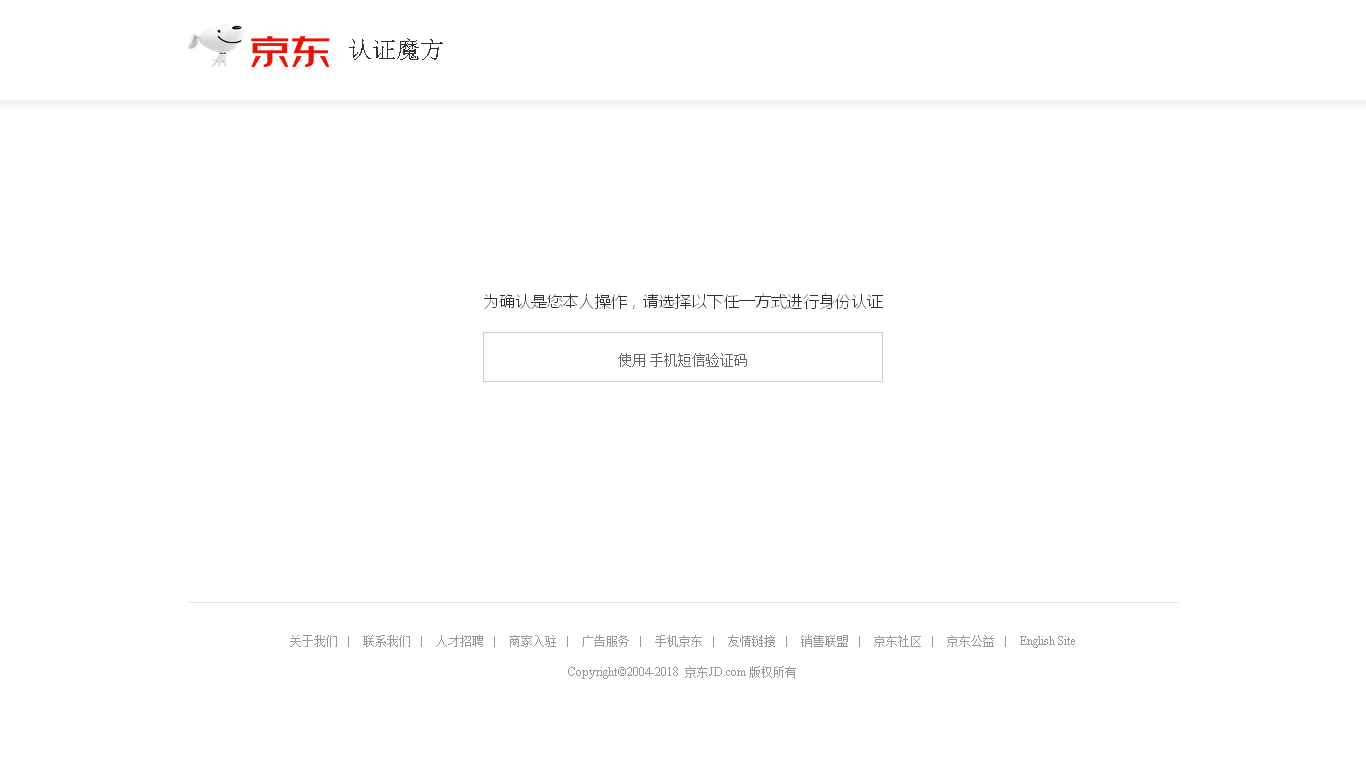 京东 认证魔方
为确认是您本人操作，请选择以下任一方式进行身份认证
使用 手机短信验证码
关于我们 | 联系我们 | 人才招聘 | 商家入驻 | 广告服务 | 手机京东 | 友情链接 | 销售联盟 | 京东社区 | 京东公益 | English Site
Copyright©2004-2018 京东JD.com 版权所有